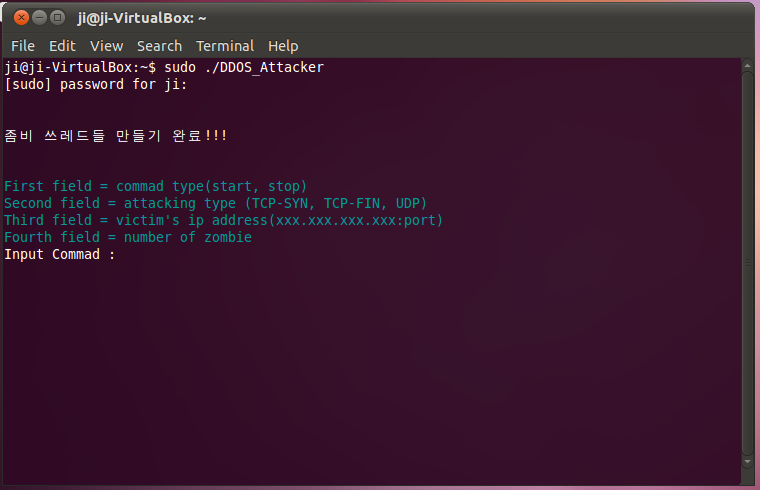 ji@ji-VirtualBox: ~
File Edit View Search Terminal Help
ji@ji-VirtualBox:~$ sudo ./DDOS_Attacker
[sudo] password for ji:
좀비 쓰레드들 만들기 완료!!!
First field = commad type(start, stop)
Second field = attacking type (TCP-SYN, TCP-FIN, UDP)
Third field = victim's ip address(xxx.xxx.xxx.xxx:port)
Fourth field = number of zombie
Input Commad :